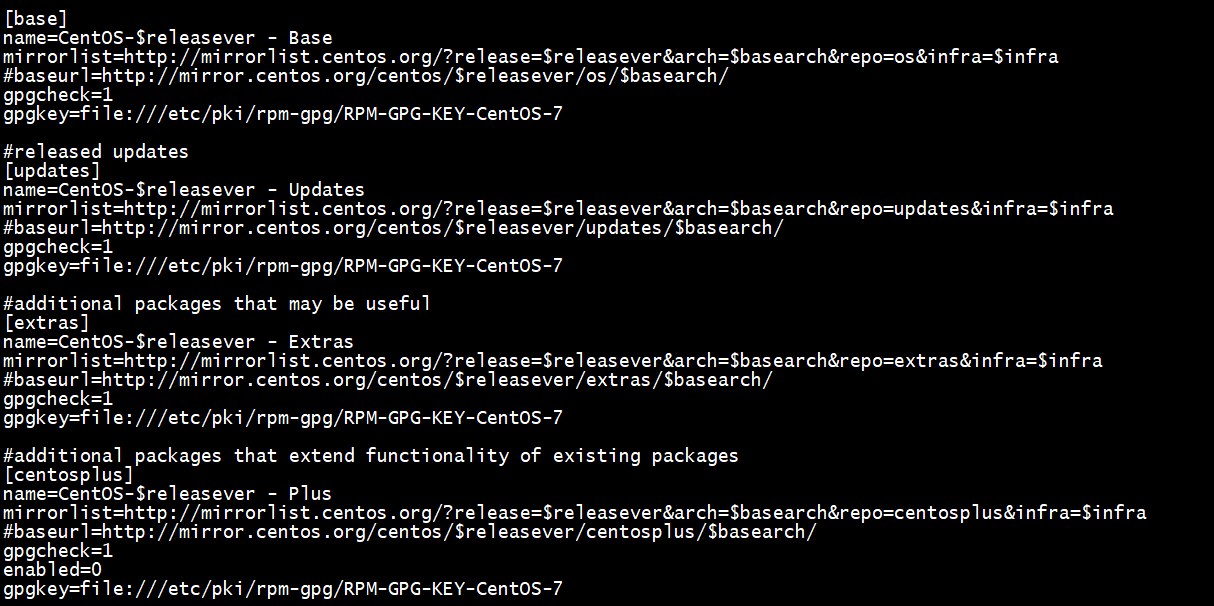 [base]
name=CentOS-$releasever - Base
mirrorlist=http://mirrorlist.centos.org/?release=$releasever&arch=$basearch&repo=os&infra=$infra
#baseurl=http://mirror.centos.org/centos/$releasever/os/$basearch/
gpgcheck=1
gpgkey=file:///etc/pki/rpm-gpg/RPM-GPG-KEY-CentOS-7

#released updates
[updates]
name=CentOS-$releasever - Updates
mirrorlist=http://mirrorlist.centos.org/?release=$releasever&arch=$basearch&repo=updates&infra=$infra
#baseurl=http://mirror.centos.org/centos/$releasever/updates/$basearch/
gpgcheck=1
gpgkey=file:///etc/pki/rpm-gpg/RPM-GPG-KEY-CentOS-7

#additional packages that may be useful
[extras]
name=CentOS-$releasever - Extras
mirrorlist=http://mirrorlist.centos.org/?release=$releasever&arch=$basearch&repo=extras&infra=$infra
#baseurl=http://mirror.centos.org/centos/$releasever/extras/$basearch/
gpgcheck=1
gpgkey=file:///etc/pki/rpm-gpg/RPM-GPG-KEY-CentOS-7

#additional packages that extend functionality of existing packages
[centosplus]
name=CentOS-$releasever - Plus
mirrorlist=http://mirrorlist.centos.org/?release=$releasever&arch=$basearch&repo=centosplus&infra=$infra
#baseurl=http://mirror.centos.org/centos/$releasever/centosplus/$basearch/
gpgcheck=1
enabled=0
gpgkey=file:///etc/pki/rpm-gpg/RPM-GPG-KEY-CentOS-7